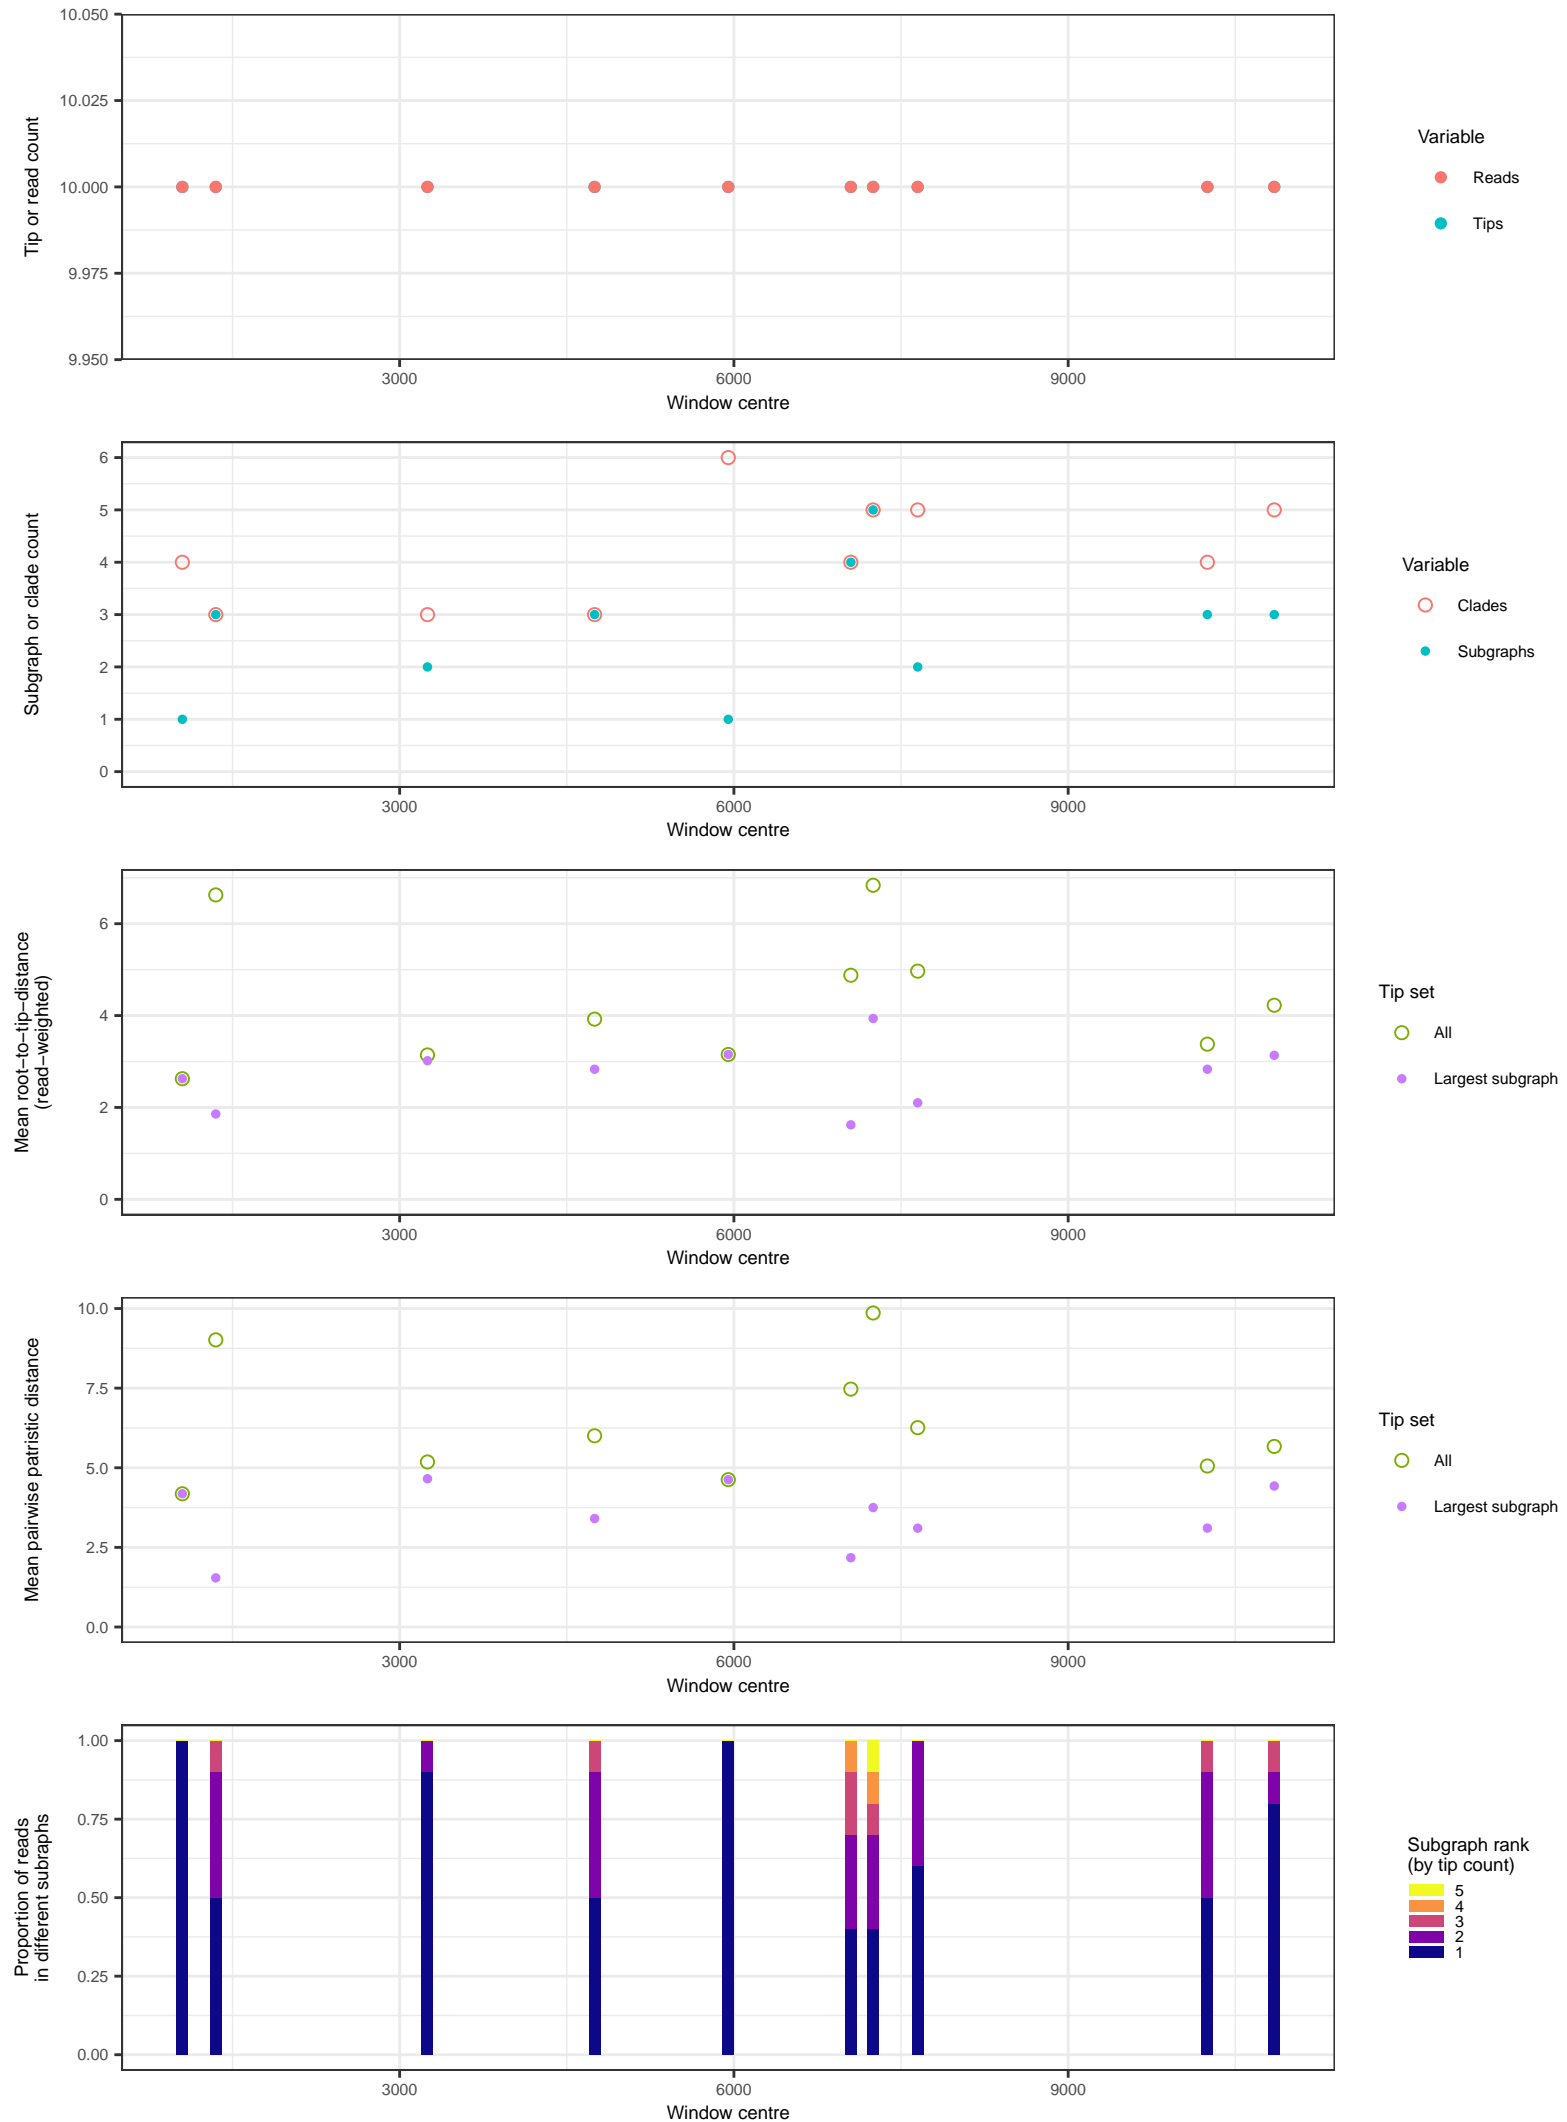 10.050
10.025
10.000
9.975
9.950
Tip or read count
3000 6000 9000
Window centre
Variable
Reads
Tips
6
5
4
3
2
1
0
Subgraph or clade count
3000 6000 9000
Window centre
Variable
Clades
Subgraphs
6
4
2
0
Mean root−to−tip−distance
(read−weighted)
3000 6000 9000
Window centre
Tip set
All
Largest subgraph
10.0
7.5
5.0
2.5
0.0
Mean pairwise patristic distance
3000 6000 9000
Window centre
Tip set
All
Largest subgraph
1.00
0.75
0.50
0.25
0.00
Proportion of reads
in different subraphs
3000 6000 9000
Window centre
Subgraph rank
(by tip count)
5
4
3
2
1